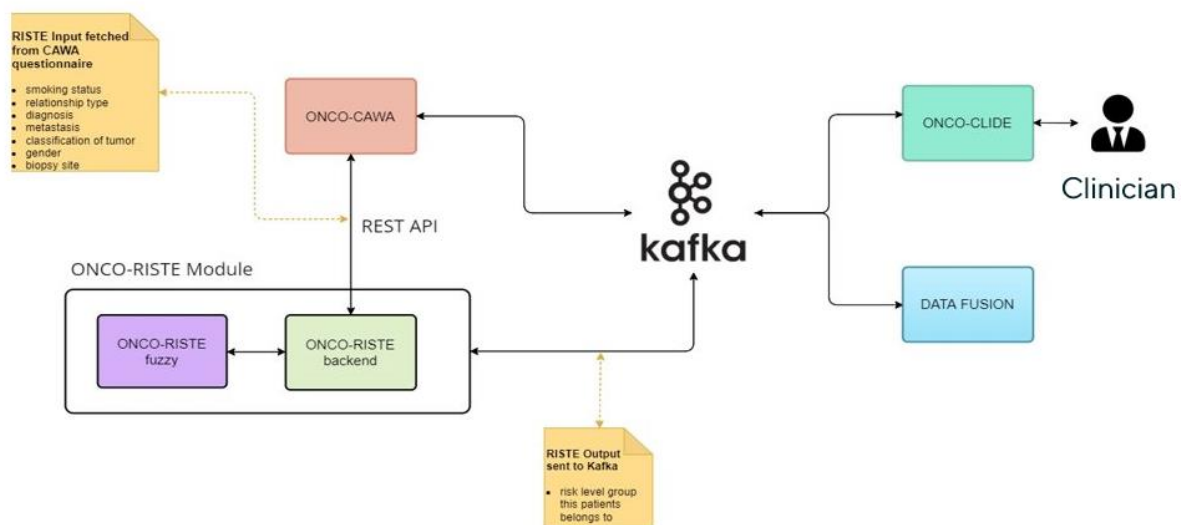 RISTE Input fetched
from CAWA
questionnaire
• smoking status
• relationship type
• diagnosis
• metastasis
• classification of tumor
• gender
• biopsy site
ONCO-CAWA
REST API
ONCO-RISTE Module
ONCO-RISTE
fuzzy
ONCO-RISTE
backend
kafka
ONCO-CLIDE
Clinician
DATA FUSION
RISTE Output
sent to Kafka
• risk level group
this patients
belongs to